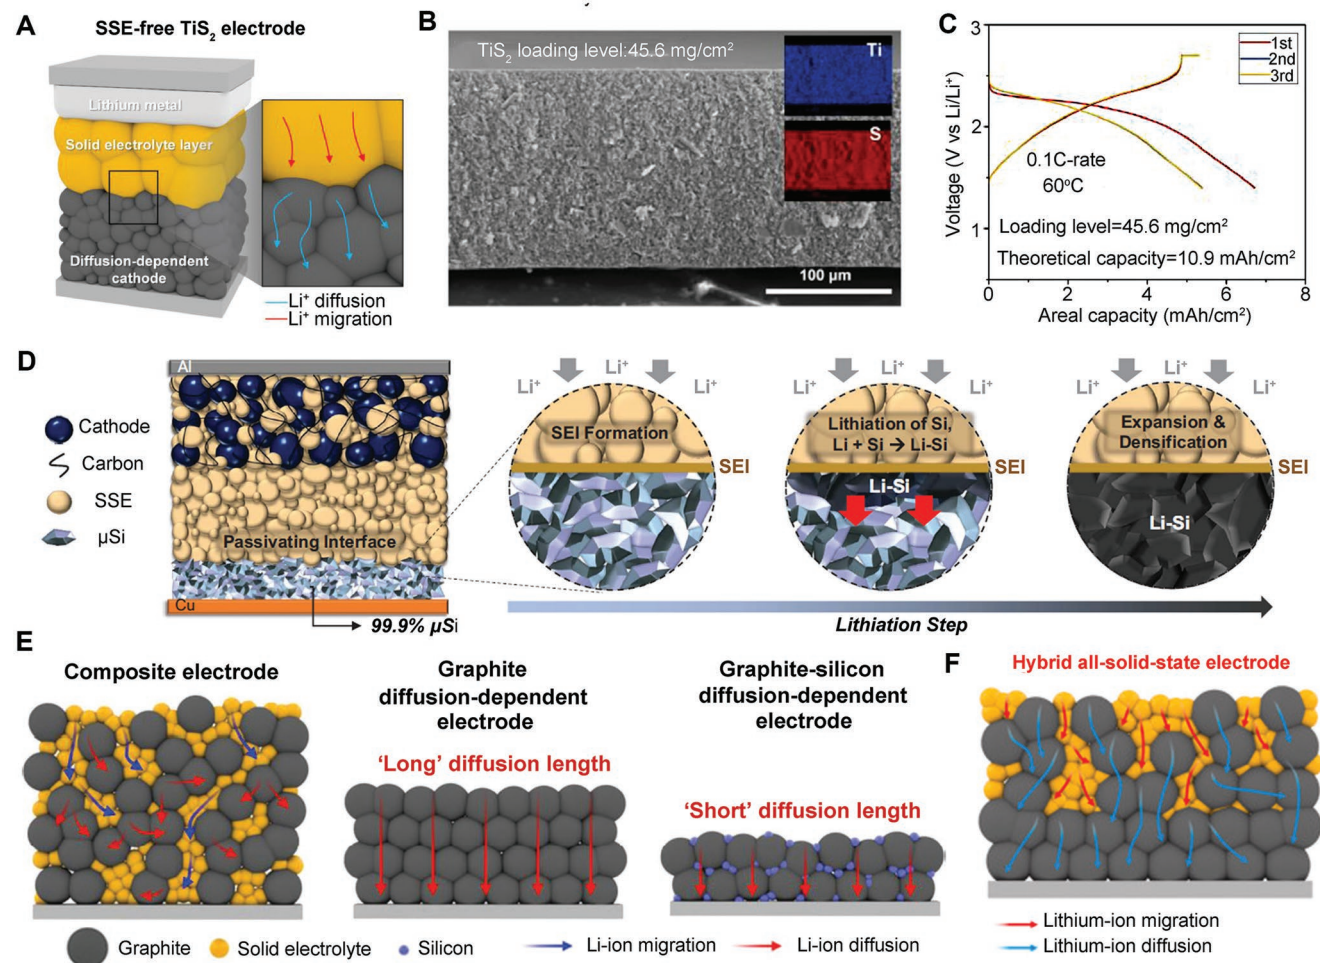 A
SSE-free TiS2 electrode
Lithium metal
Solid electrolyte layer
Diffusion-dependent
cathode
Li+ diffusion
Li+ migration
B
TiS2 loading level:45.6 mg/cm2
Ti
S
100 µm
C
3
2
1
Voltage (V vs Li/Li+)
1st
2nd
3rd
0.1C-rate
60oC
Loading level=45.6 mg/cm2
Theoretical capacity=10.9 mAh/cm2
0 2 4 6 8
Areal capacity (mAh/cm2)
D
Cathode
Carbon
SSE
µSi
Al
Passivating Interface
Cu
99.9% µSi
Li+ Li+ Li+
SEI Formation
SEI
Li+ Li+ Li+
Lithiation of Si,
Li + Si → Li-Si
SEI
Li-Si
Li+ Li+ Li+
Expansion &
Densification
SEI
Li-Si
Lithiation Step
E
Composite electrode
Graphite
diffusion-dependent
electrode
'Long' diffusion length
Graphite-silicon
diffusion-dependent
electrode
'Short' diffusion length
Graphite
Solid electrolyte
Silicon
Li-ion migration
Li-ion diffusion
F
Hybrid all-solid-state electrode
Lithium-ion migration
Lithium-ion diffusion